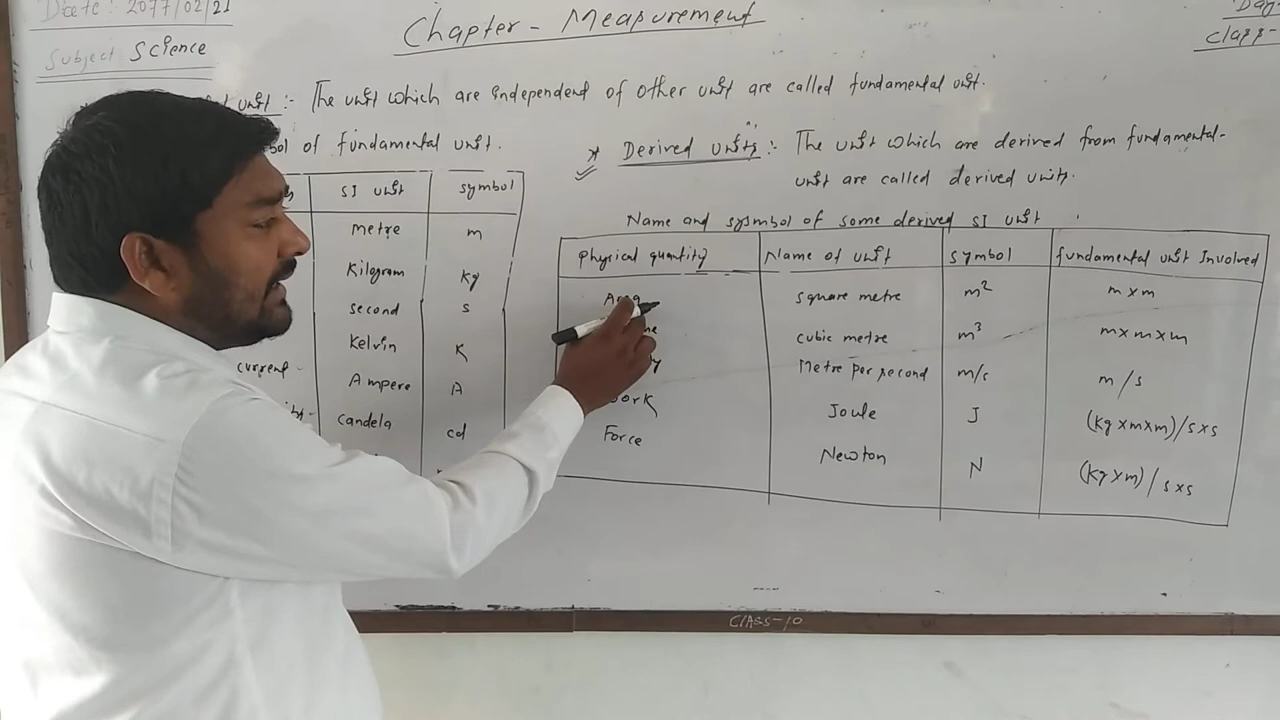 Date: 2077/02/21
Chapter - Measurement
Day
Subject: Science
class-
unit :- The unit which are independent of other unit are called fundamental unit.
of fundamental unit.
* Derived units :- The unit which are derived from fundamental-
unit are called derived units.
Name and sysmbol of some derived SI unit
SI unit symbol
metre m
Kilogram kg
second s
Kelvin K
current Ampere A
candela cd
physical quantity Name of unit symbol fundamental unit Involved
Area square metre m² m×m
cubic metre m³ m×m×m
Metre per second m/s m/s
Work Joule J (kg×m×m)/s×s
Force Newton N (kg×m)/s×s
CLASS-10